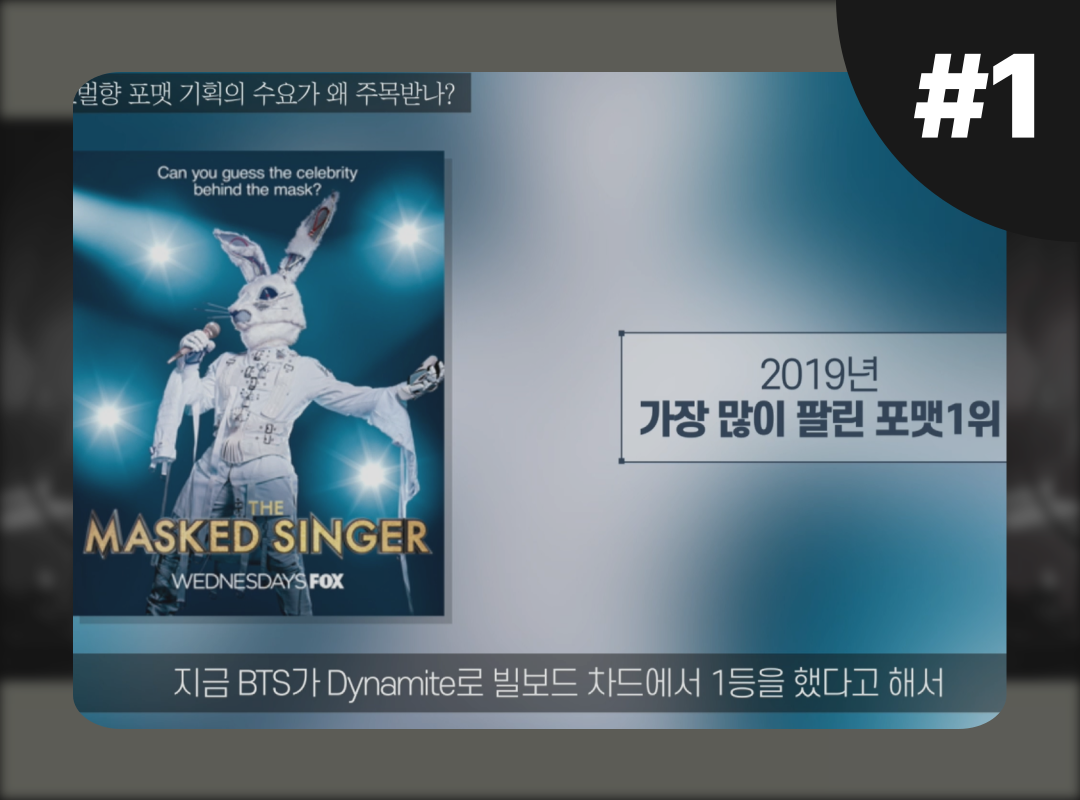 #1
벌향 포맷 기획의 수요가 왜 주목받나?
Can you guess the celebrity
behind the mask?
THE
MASKED SINGER
WEDNESDAYS FOX
2019년
가장 많이 팔린 포맷1위
지금 BTS가 Dynamite로 빌보드 차드에서 1등을 했다고 해서